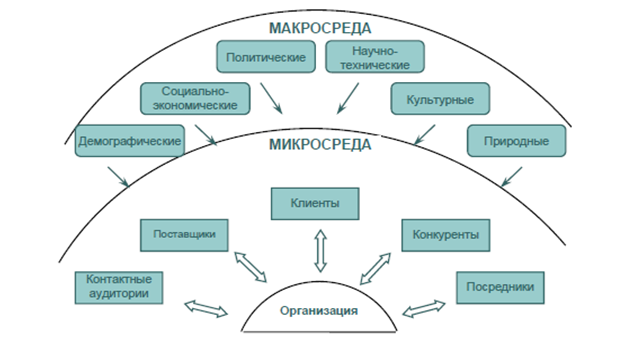 МАКРОСРЕДА
Политические
Научно-
технические
Социально-
экономические
Культурные
Демографические
МИКРОСРЕДА
Природные
Клиенты
Поставщики
Конкуренты
Контактные
аудитории
Посредники
Организация